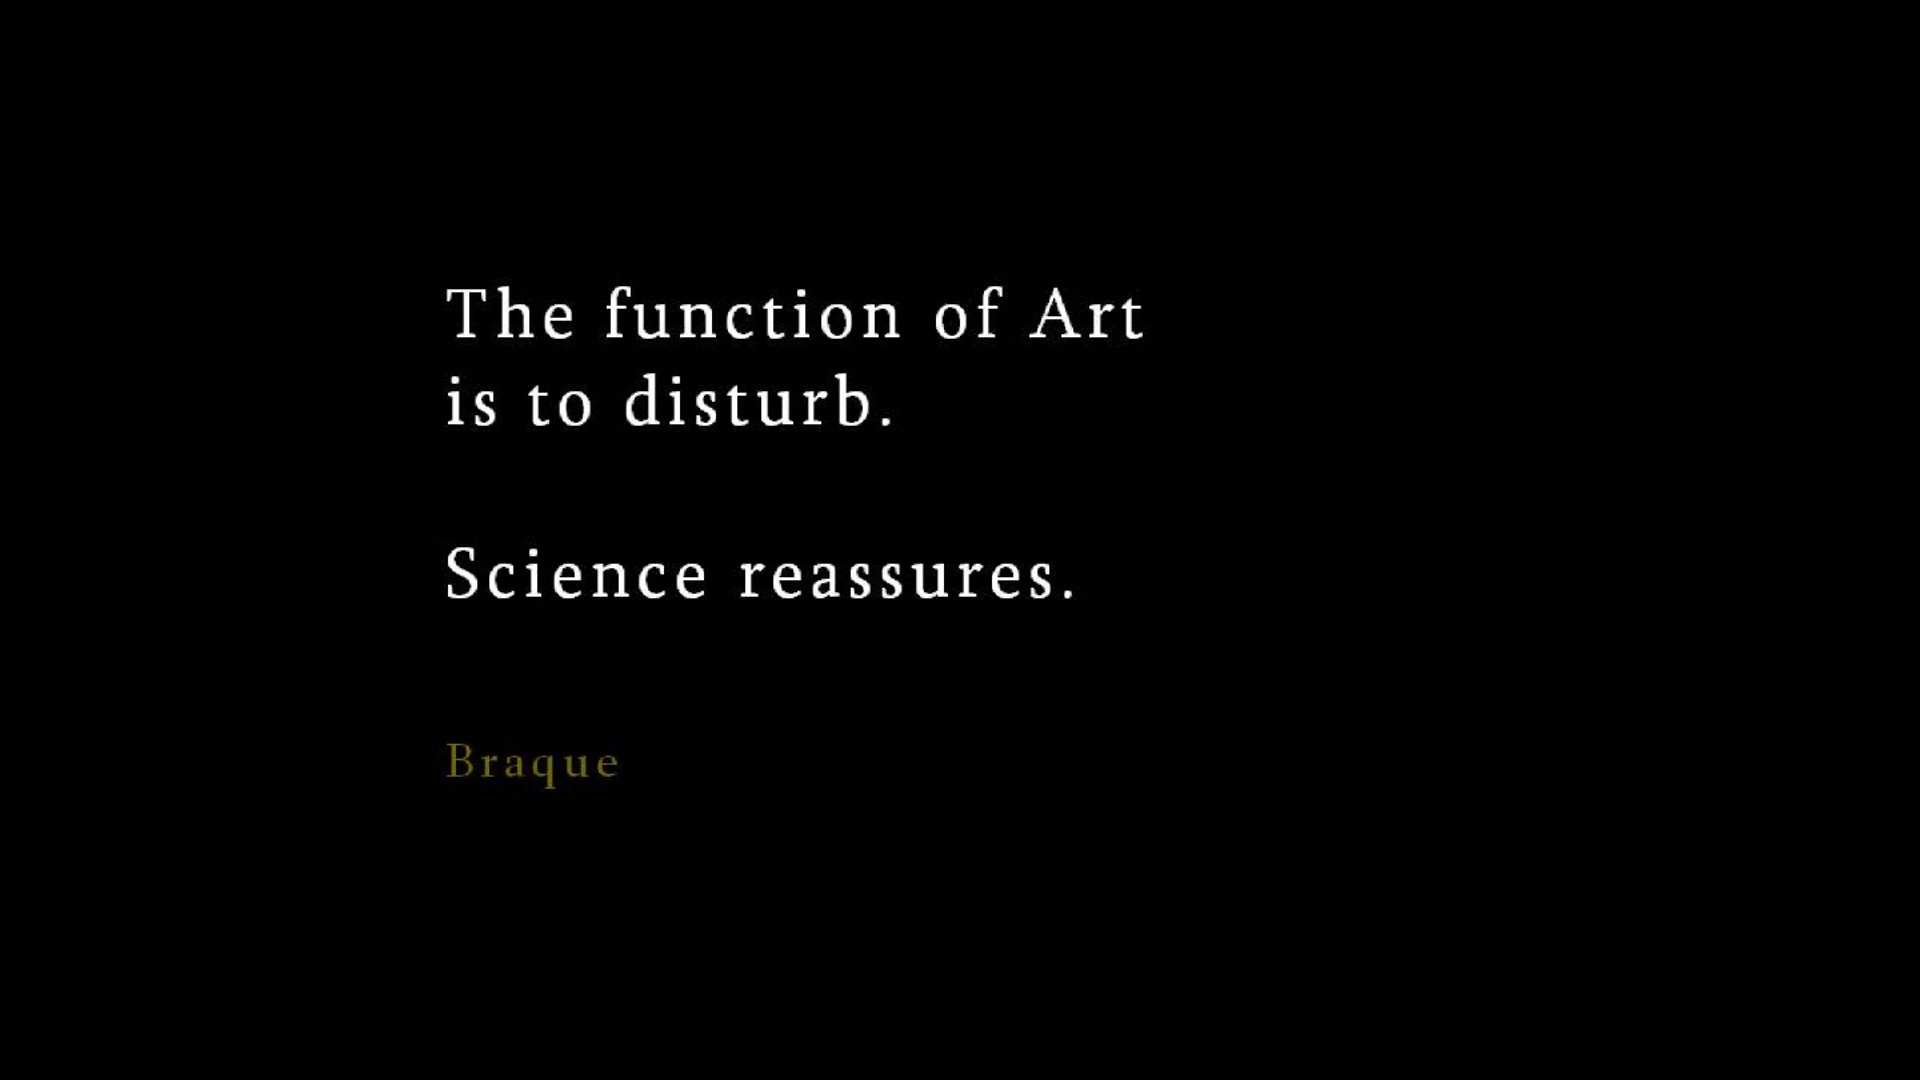 The function of Art
is to disturb.
Science reassures.
Braque